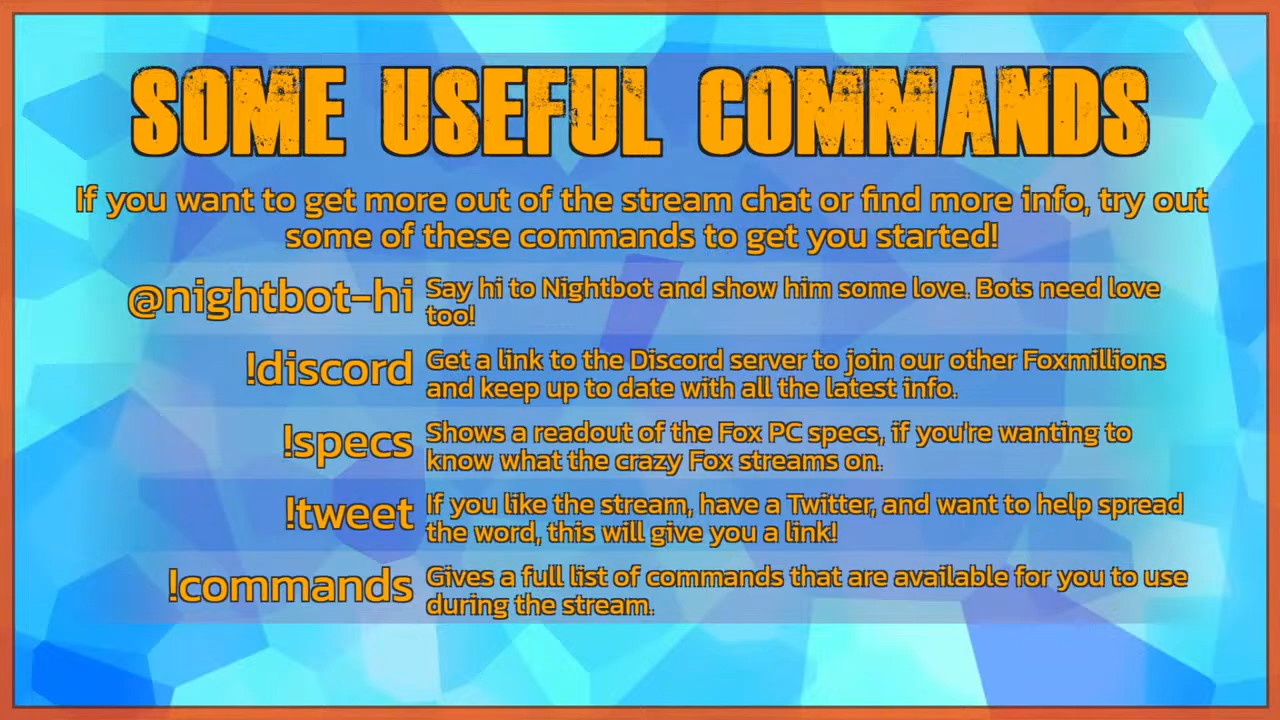 SOME USEFUL COMMANDS
If you want to get more out of the stream chat or find more info, try out
some of these commands to get you started!
@nightbot-hi
Say hi to Nightbot and show him some love. Bots need love
too!
!discord
Get a link to the Discord server to join our other Foxmillions
and keep up to date with all the latest info.
!specs
Shows a readout of the Fox PC specs, if you're wanting to
know what the crazy Fox streams on.
!tweet
If you like the stream, have a Twitter, and want to help spread
the word, this will give you a link!
!commands
Gives a full list of commands that are available for you to use
during the stream.